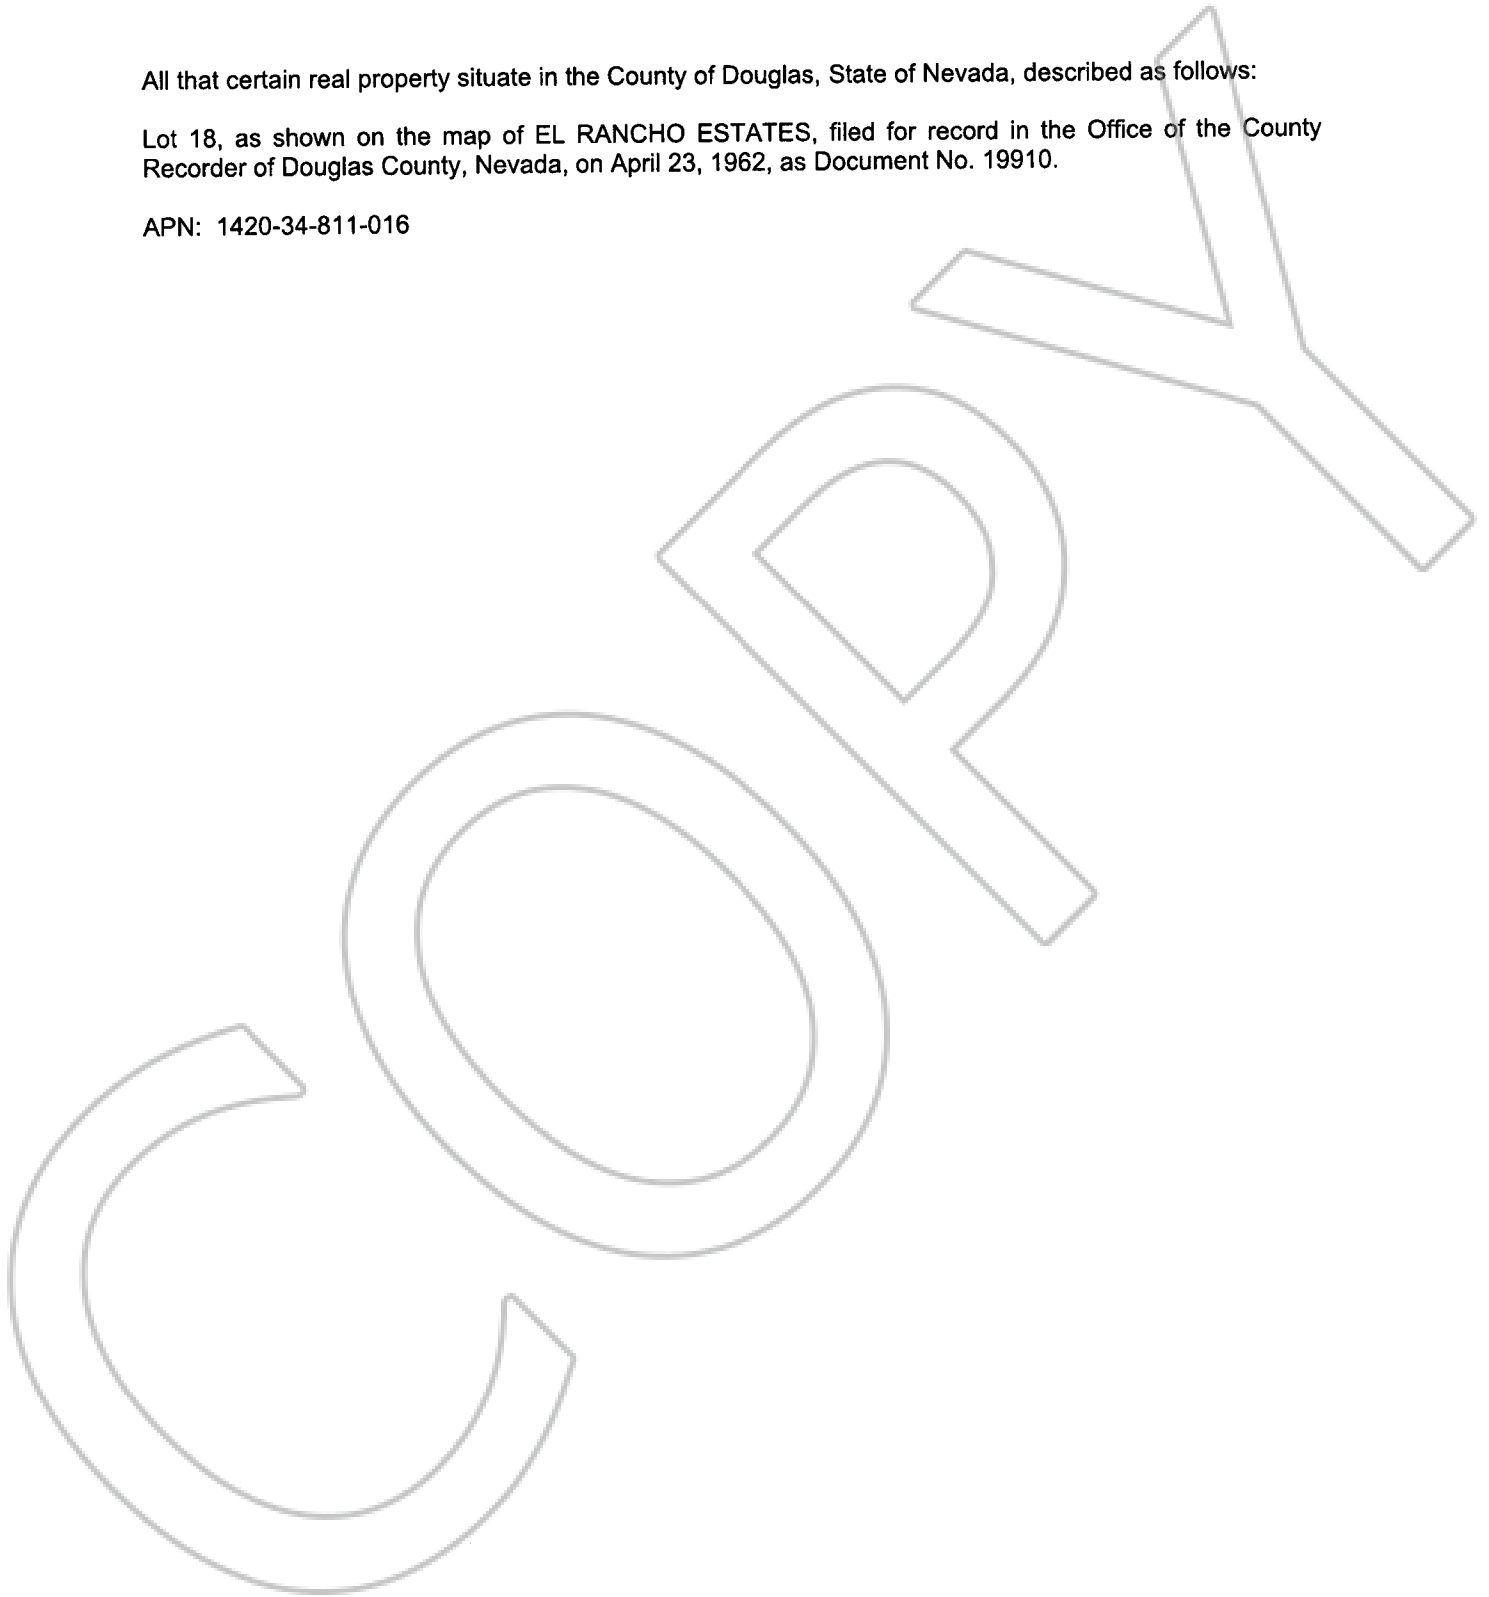 All that certain real property situate in the County of Douglas, State of Nevada, described as follows:
Lot 18, as shown on the map of EL RANCHO ESTATES, filed for record in the Office of the County
Recorder of Douglas County, Nevada, on April 23, 1962, as Document No. 19910.
APN: 1420-34-811-016
COPY